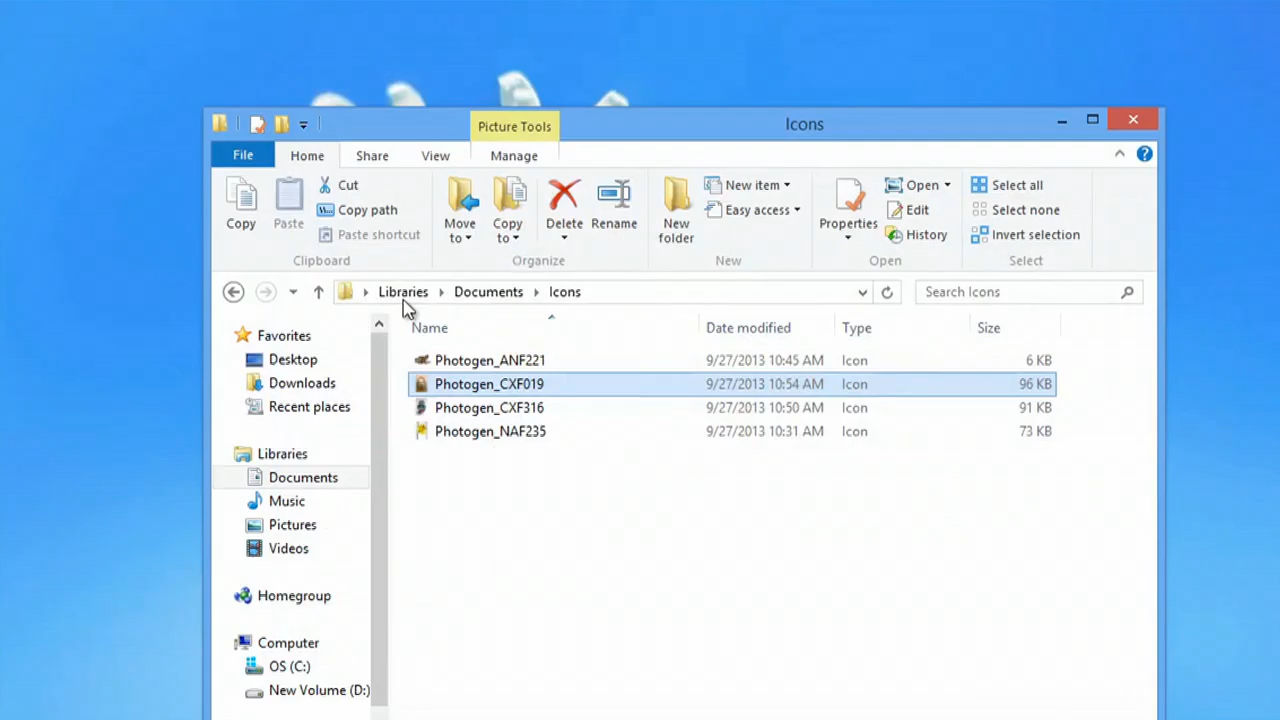 Picture Tools
Icons
File Home Share View Manage
Copy
Paste
Cut
Copy path
Paste shortcut
Clipboard
Move to
Copy to
Delete
Rename
Organize
New folder
New item
Easy access
New
Properties
Open
Edit
History
Open
Select all
Select none
Invert selection
Select
Libraries Documents Icons
Search Icons
Name Date modified Type Size
Photogen_ANF221 9/27/2013 10:45 AM Icon 6 KB
Photogen_CXF019 9/27/2013 10:54 AM Icon 96 KB
Photogen_CXF316 9/27/2013 10:50 AM Icon 91 KB
Photogen_NAF235 9/27/2013 10:31 AM Icon 73 KB
Favorites
Desktop
Downloads
Recent places
Libraries
Documents
Music
Pictures
Videos
Homegroup
Computer
OS (C:)
New Volume (D:)